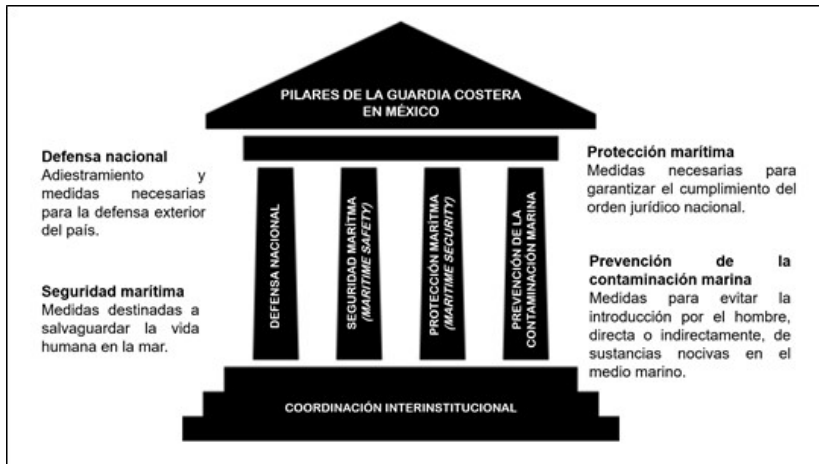 PILARES DE LA GUARDIA COSTERA
EN MÉXICO
Defensa nacional
Adiestramiento y
medidas necesarias
para la defensa exterior
del país.
Seguridad marítima
Medidas destinadas a
salvaguardar la vida
humana en la mar.
DEFENSA NACIONAL
SEGURIDAD MARÍTMA
(MARITIME SAFETY)
PROTECCIÓN MARÍTMA
(MARITIME SECURITY)
PREVENCIÓN DE LA
CONTAMINACIÓN MARINA
Protección marítima
Medidas necesarias para
garantizar el cumplimiento del
orden jurídico nacional.
Prevención de la
contaminación marina
Medidas para evitar la
introducción por el hombre,
directa o indirectamente, de
sustancias nocivas en el
medio marino.
COORDINACIÓN INTERINSTITUCIONAL